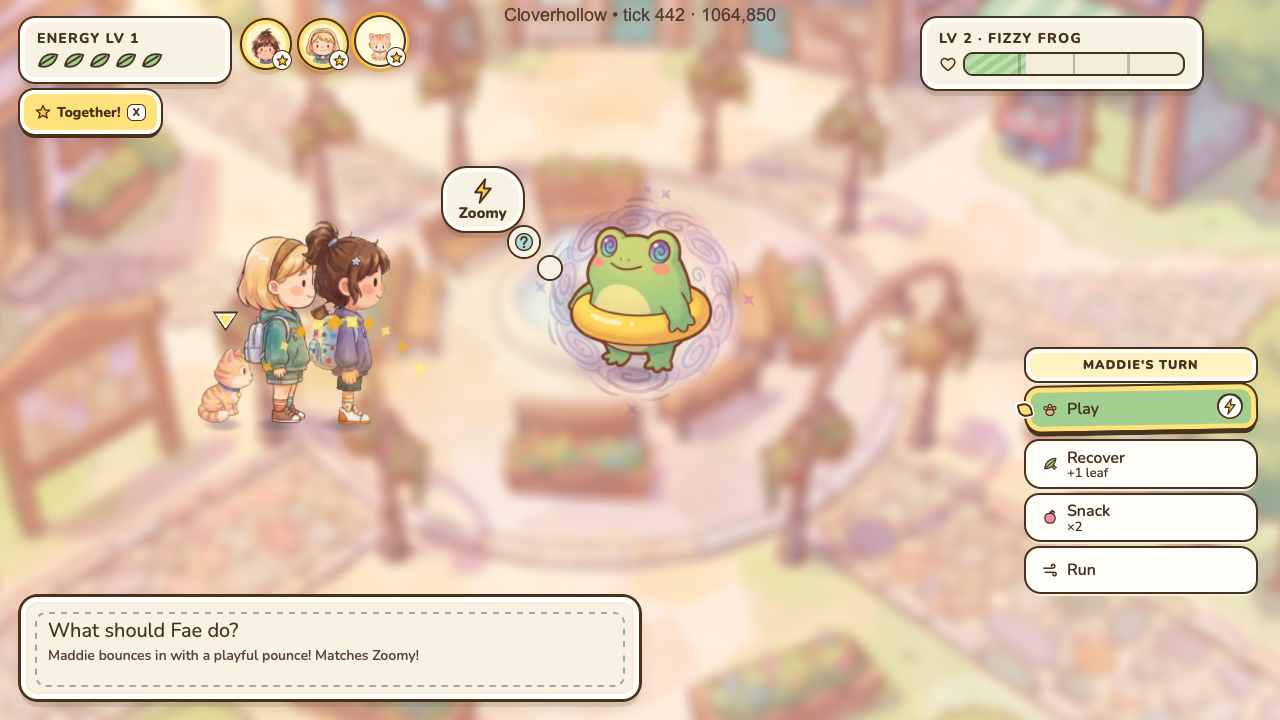 Cloverhollow • tick 442 · 1064,850
ENERGY LV 1
Together! X
LV 2 · FIZZY FROG
Zoomy
?
MADDIE'S TURN
Play
Recover
+1 leaf
Snack
×2
Run
What should Fae do?
Maddie bounces in with a playful pounce! Matches Zoomy!